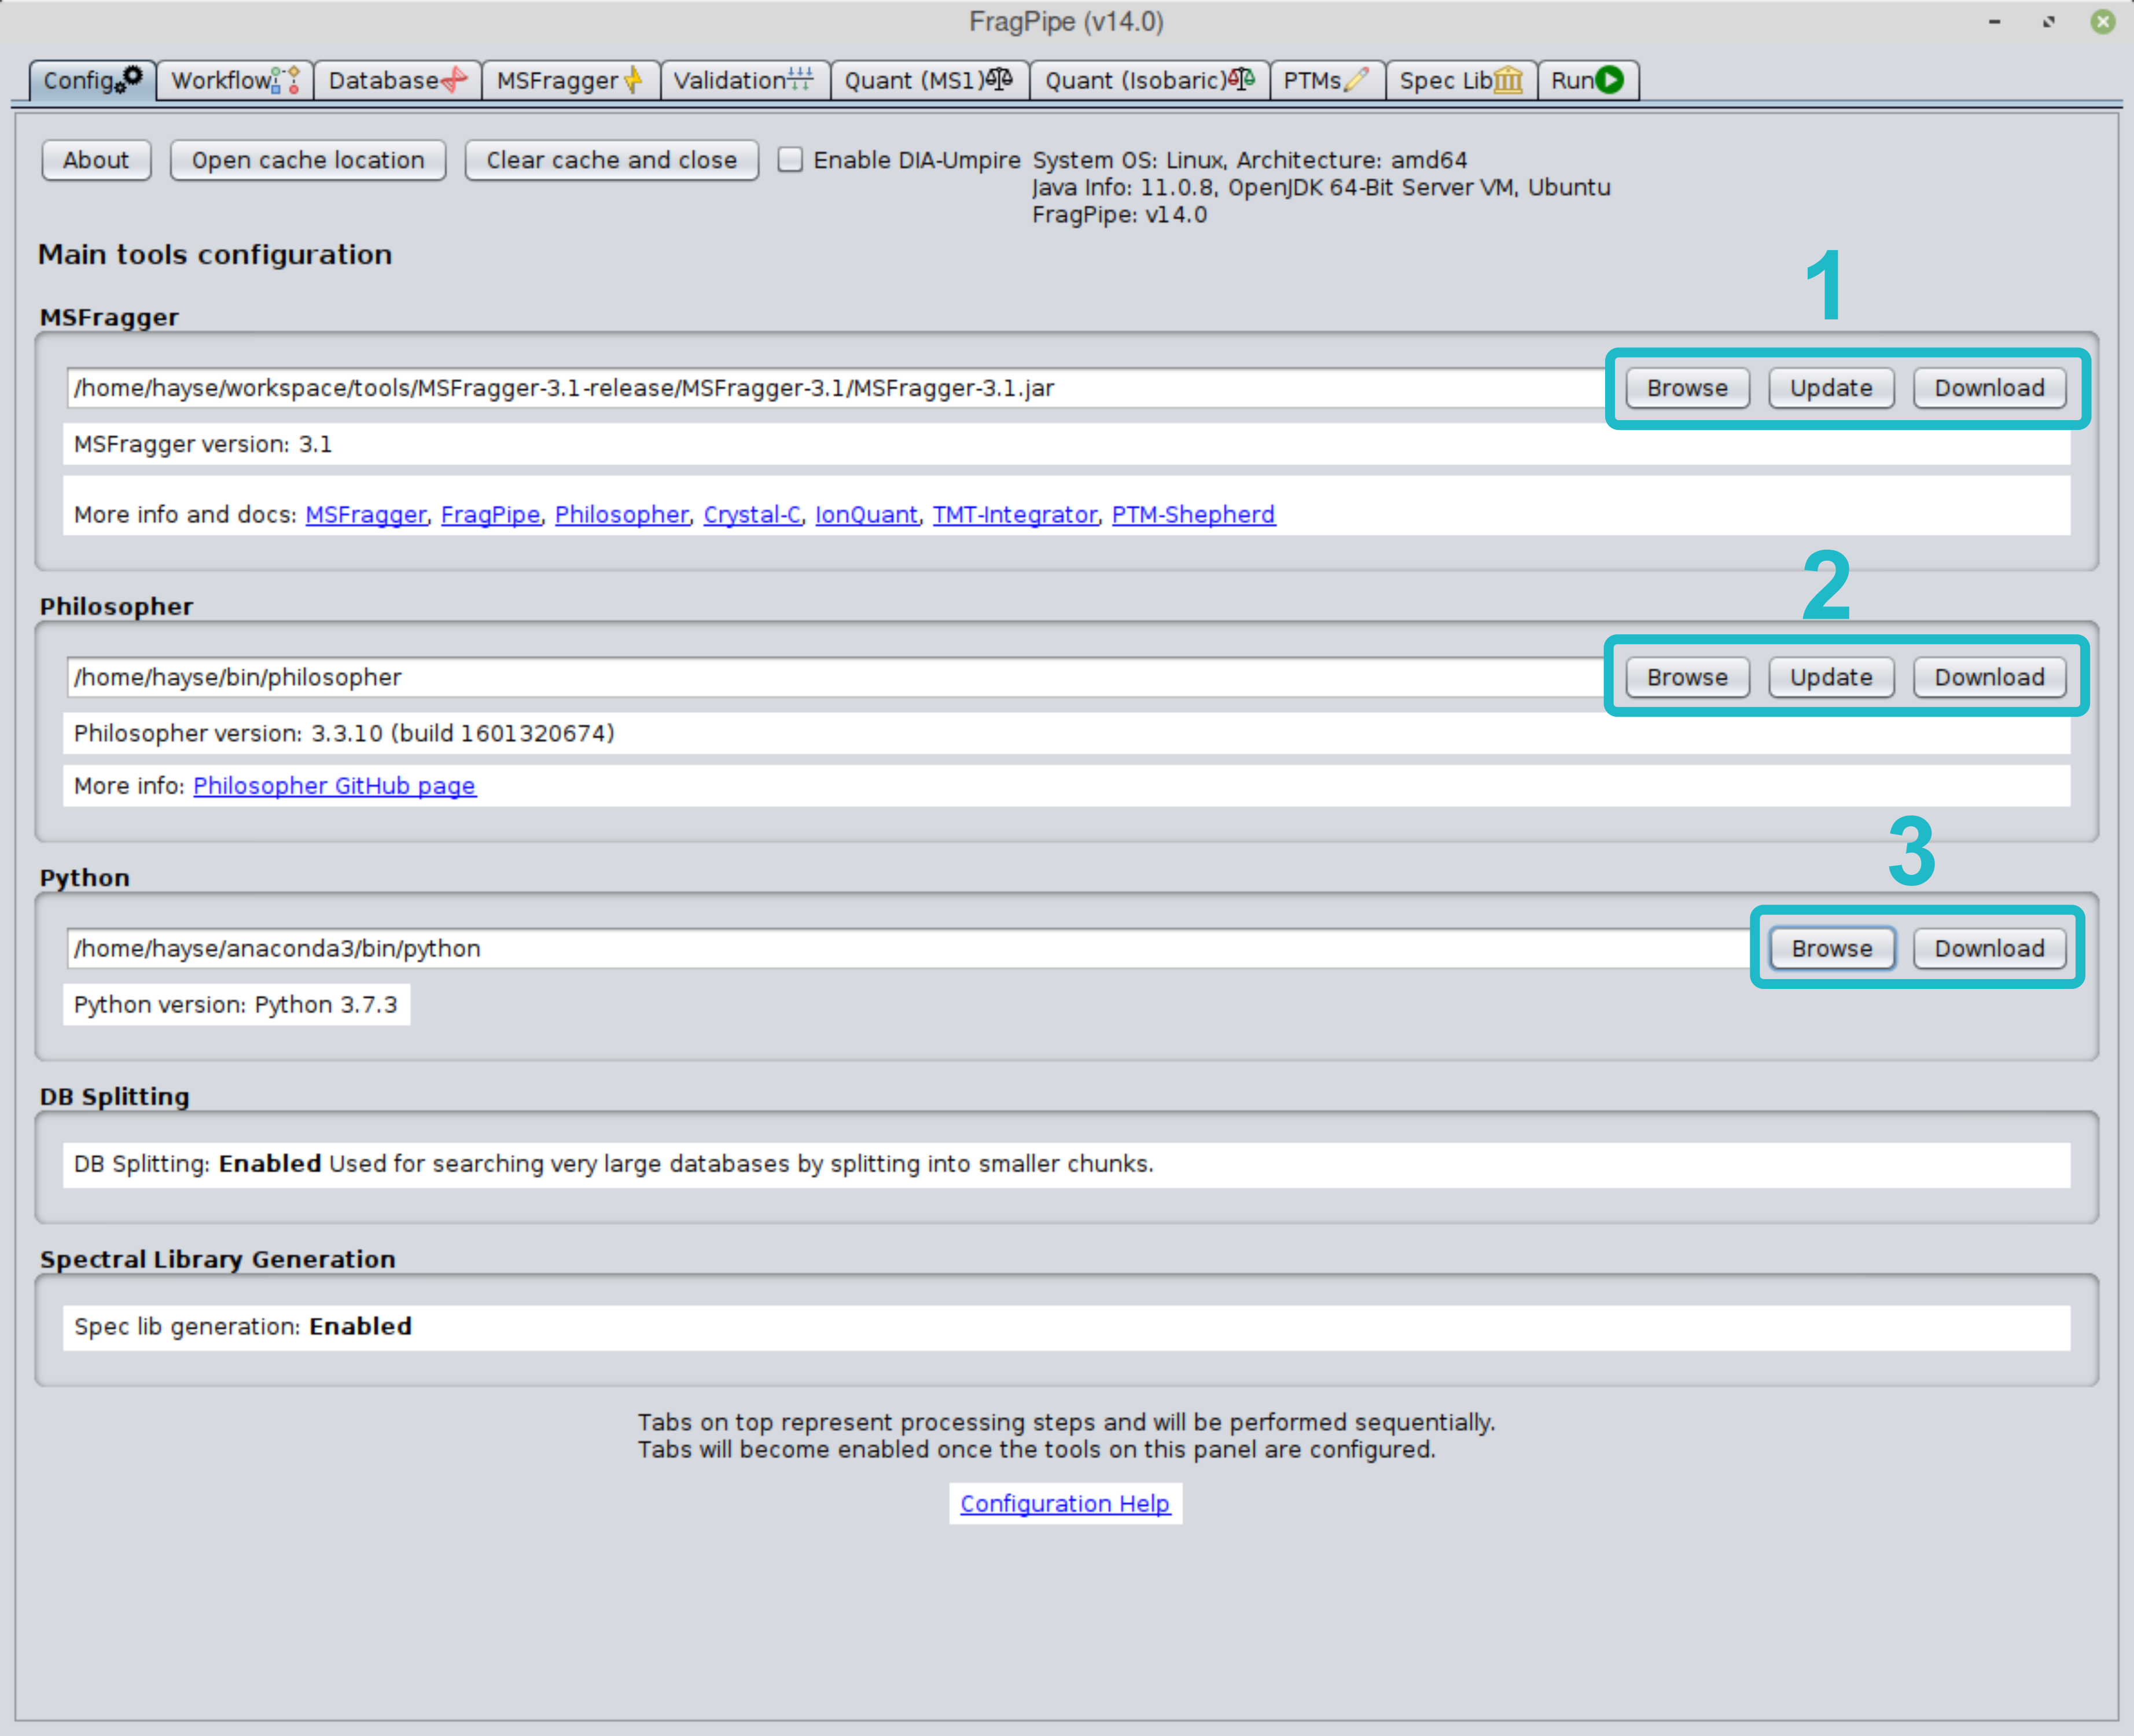 FragPipe (v14.0)
Config Workflow Database MSFragger Validation Quant (MS1) Quant (Isobaric) PTMs Spec Lib Run
About Open cache location Clear cache and close Enable DIA-Umpire System OS: Linux, Architecture: amd64
Java Info: 11.0.8, OpenJDK 64-Bit Server VM, Ubuntu
FragPipe: v14.0
Main tools configuration
1
MSFragger
/home/hayse/workspace/tools/MSFragger-3.1-release/MSFragger-3.1/MSFragger-3.1.jar Browse Update Download
MSFragger version: 3.1
More info and docs: MSFragger, FragPipe, Philosopher, Crystal-C, IonQuant, TMT-Integrator, PTM-Shepherd
2
Philosopher
/home/hayse/bin/philosopher Browse Update Download
Philosopher version: 3.3.10 (build 1601320674)
More info: Philosopher GitHub page
3
Python
/home/hayse/anaconda3/bin/python Browse Download
Python version: Python 3.7.3
DB Splitting
DB Splitting: Enabled Used for searching very large databases by splitting into smaller chunks.
Spectral Library Generation
Spec lib generation: Enabled
Tabs on top represent processing steps and will be performed sequentially.
Tabs will become enabled once the tools on this panel are configured.
Configuration Help